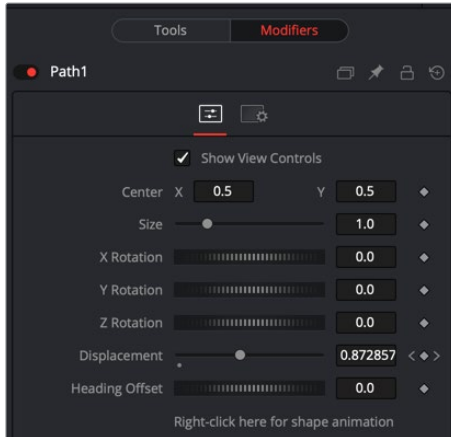 Tools Modifiers
Path1
Show View Controls
Center X 0.5 Y 0.5
Size 1.0
X Rotation 0.0
Y Rotation 0.0
Z Rotation 0.0
Displacement 0.872857
Heading Offset 0.0
Right-click here for shape animation